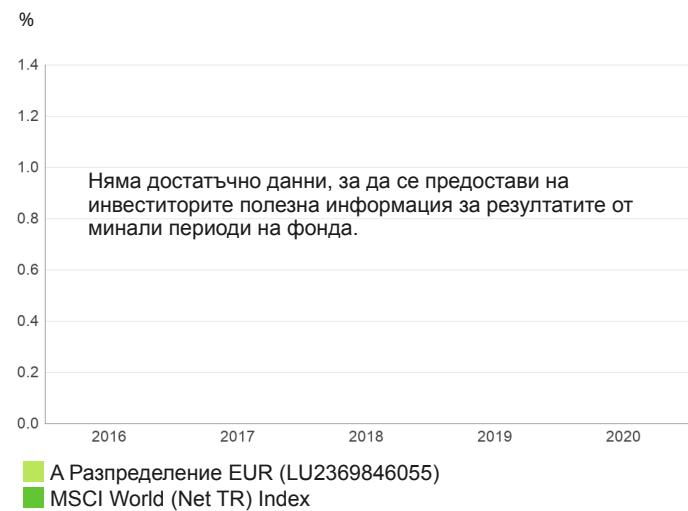 %
1.4
1.2
1.0
Няма достатъчно данни, за да се предостави на
инвеститорите полезна информация за резултатите от
0.8
минали периоди на фонда.
0.6
0.4
0.2
0.0
2016 2017 2018 2019 2020
А Разпределение EUR (LU2369846055)
MSCI World (Net TR) Index